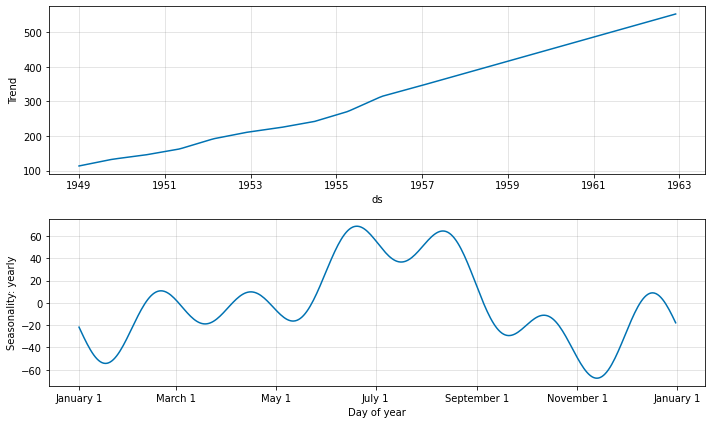 Trend
500
400
300
200
100
1949
1951
1953
1955
1957
1959
1961
1963
ds
Seasonality: yearly
60
40
20
0
−20
−40
−60
January 1
March 1
May 1
July 1
September 1
November 1
January 1
Day of year